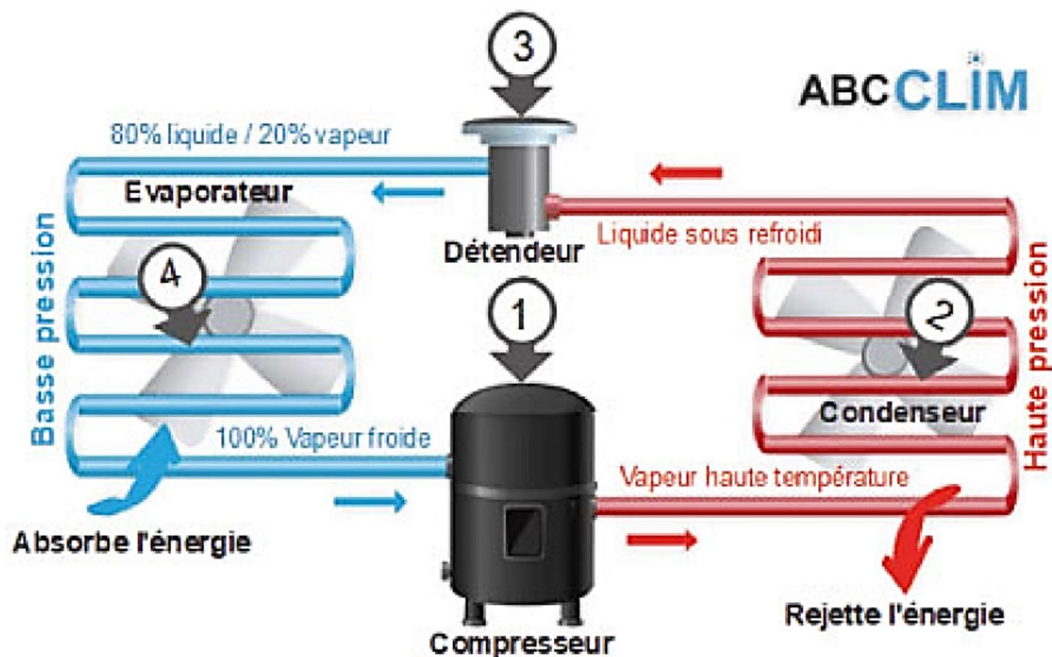 3
ABCCLIM
80% liquide / 20% vapeur
Evaporateur
Liquide sous refroidi
Détendeur
4
1
2
Basse pression
Haute pression
Condenseur
100% Vapeur froide
Vapeur haute température
Absorbe l'énergie
Rejette l'énergie
Compresseur